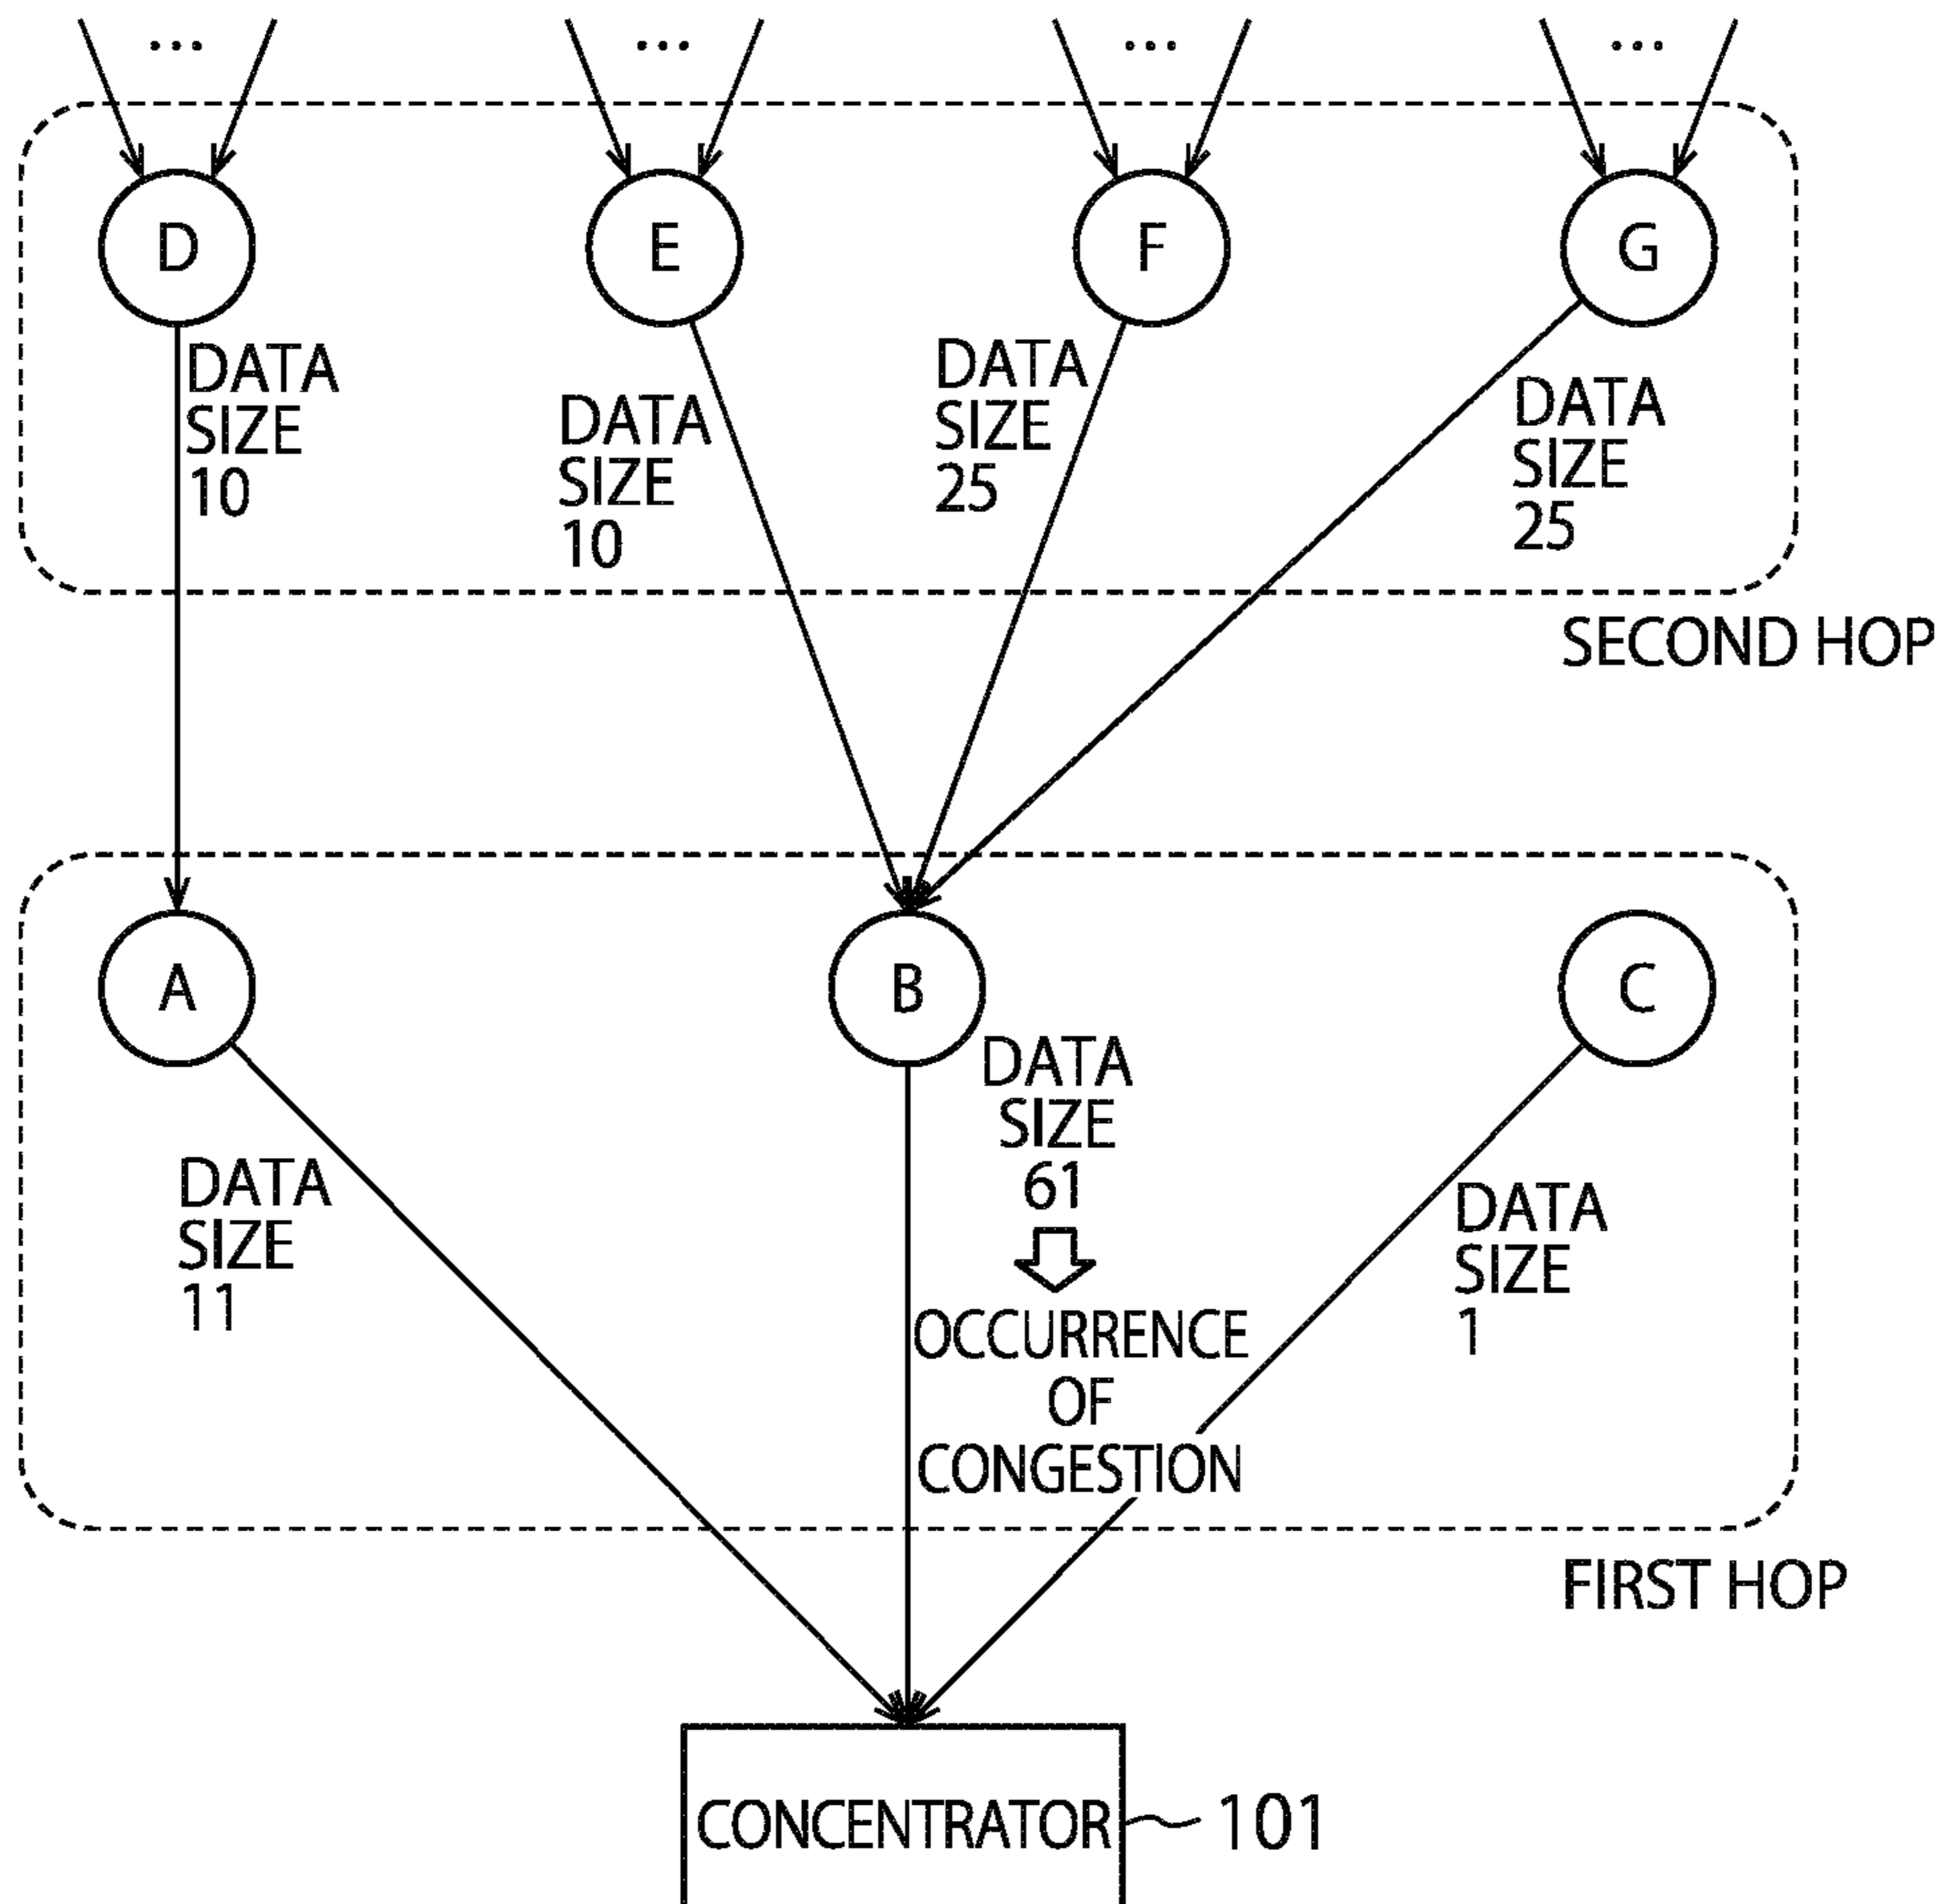 ... ... ... ...
D E F G
DATA
SIZE
10
DATA
SIZE
10
DATA
SIZE
25
DATA
SIZE
25
SECOND HOP
A B C
DATA
SIZE
11
DATA
SIZE
61
OCCURRENCE
OF
CONGESTION
DATA
SIZE
1
FIRST HOP
CONCENTRATOR 101